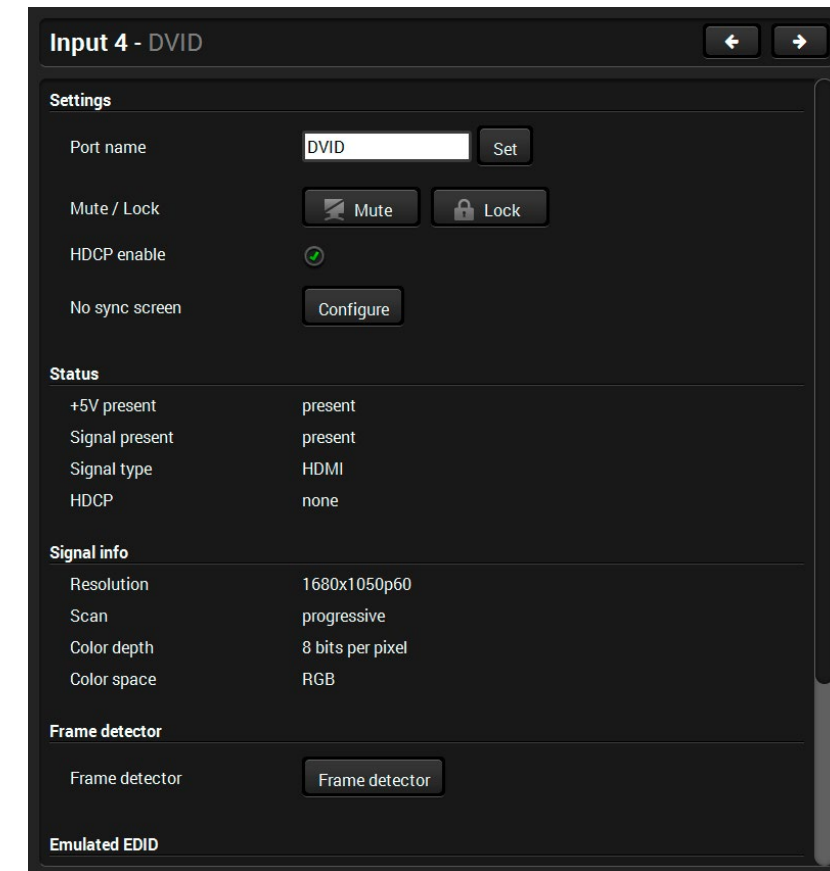 Input 4 - DVID
Settings
Port name DVID Set
Mute / Lock Mute Lock
HDCP enable
No sync screen Configure
Status
+5V present present
Signal present present
Signal type HDMI
HDCP none
Signal info
Resolution 1680x1050p60
Scan progressive
Color depth 8 bits per pixel
Color space RGB
Frame detector
Frame detector Frame detector
Emulated EDID